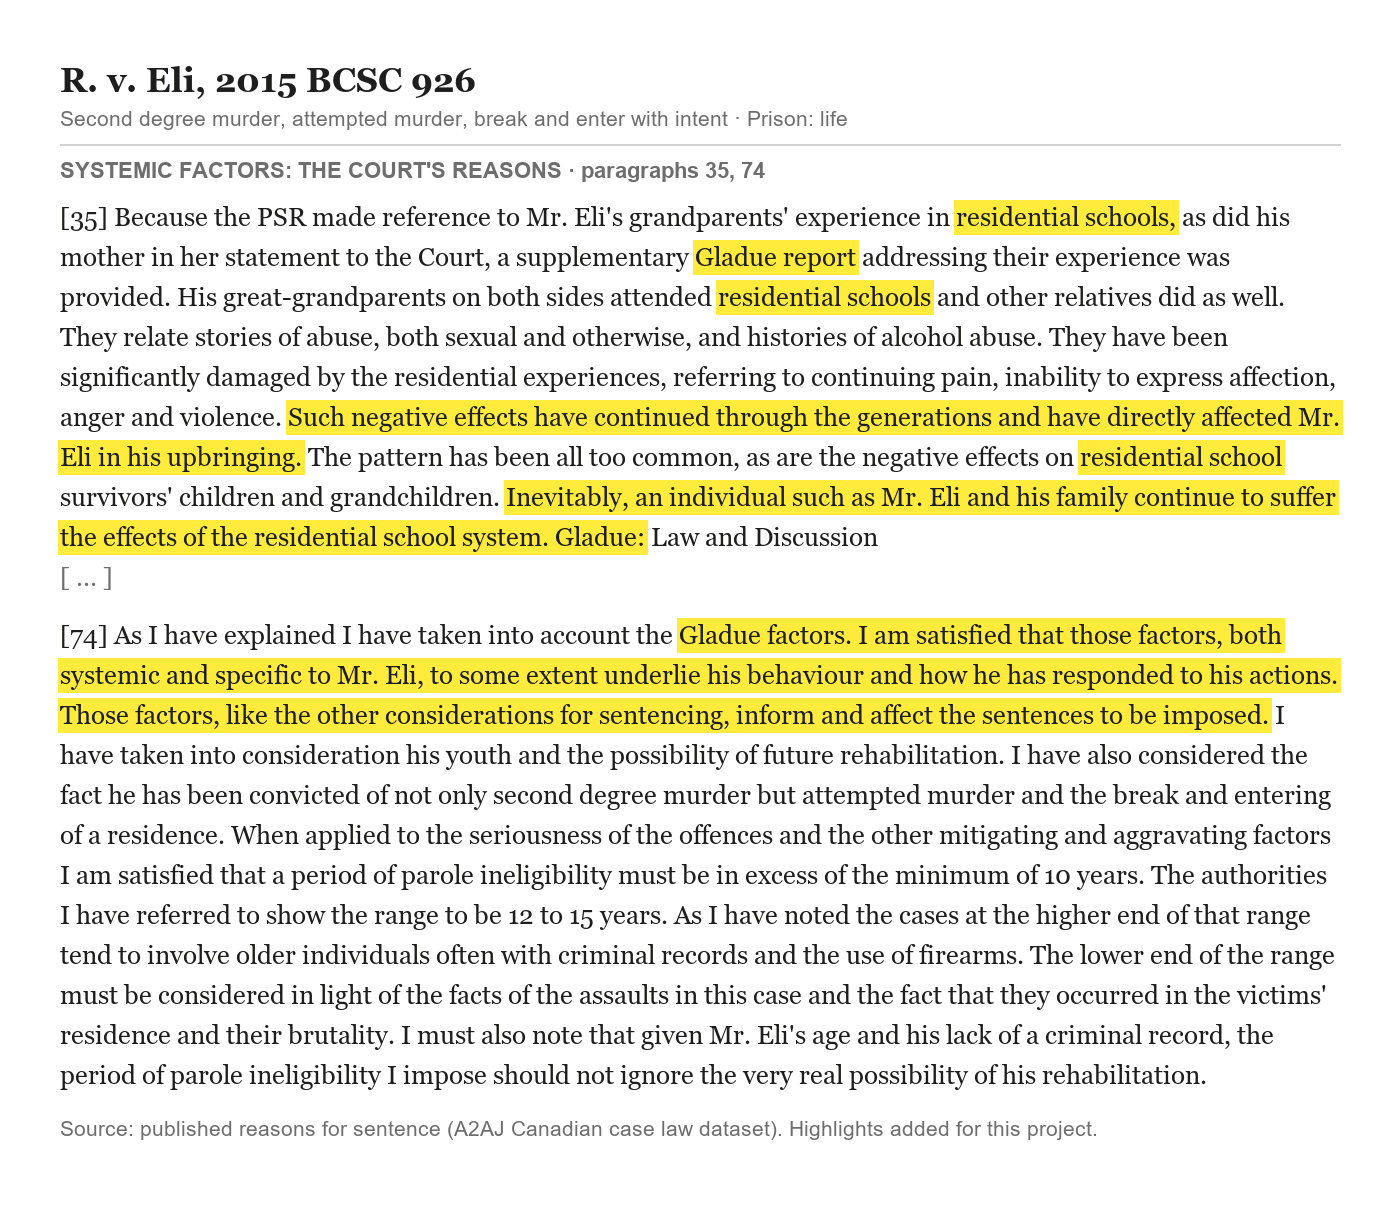 R. v. Eli, 2015 BCSC 926
Second degree murder, attempted murder, break and enter with intent · Prison: life
SYSTEMIC FACTORS: THE COURT'S REASONS · paragraphs 35, 74
[35] Because the PSR made reference to Mr. Eli's grandparents' experience in residential schools, as did his
mother in her statement to the Court, a supplementary Gladue report addressing their experience was
provided. His great-grandparents on both sides attended residential schools and other relatives did as well.
They relate stories of abuse, both sexual and otherwise, and histories of alcohol abuse. They have been
significantly damaged by the residential experiences, referring to continuing pain, inability to express affection,
anger and violence. Such negative effects have continued through the generations and have directly affected Mr.
Eli in his upbringing. The pattern has been all too common, as are the negative effects on residential school
survivors' children and grandchildren. Inevitably, an individual such as Mr. Eli and his family continue to suffer
the effects of the residential school system. Gladue: Law and Discussion
[ ... ]
[74] As I have explained I have taken into account the Gladue factors. I am satisfied that those factors, both
systemic and specific to Mr. Eli, to some extent underlie his behaviour and how he has responded to his actions.
Those factors, like the other considerations for sentencing, inform and affect the sentences to be imposed. I
have taken into consideration his youth and the possibility of future rehabilitation. I have also considered the
fact he has been convicted of not only second degree murder but attempted murder and the break and entering
of a residence. When applied to the seriousness of the offences and the other mitigating and aggravating factors
I am satisfied that a period of parole ineligibility must be in excess of the minimum of 10 years. The authorities
I have referred to show the range to be 12 to 15 years. As I have noted the cases at the higher end of that range
tend to involve older individuals often with criminal records and the use of firearms. The lower end of the range
must be considered in light of the facts of the assaults in this case and the fact that they occurred in the victims'
residence and their brutality. I must also note that given Mr. Eli's age and his lack of a criminal record, the
period of parole ineligibility I impose should not ignore the very real possibility of his rehabilitation.
Source: published reasons for sentence (A2AJ Canadian case law dataset). Highlights added for this project.